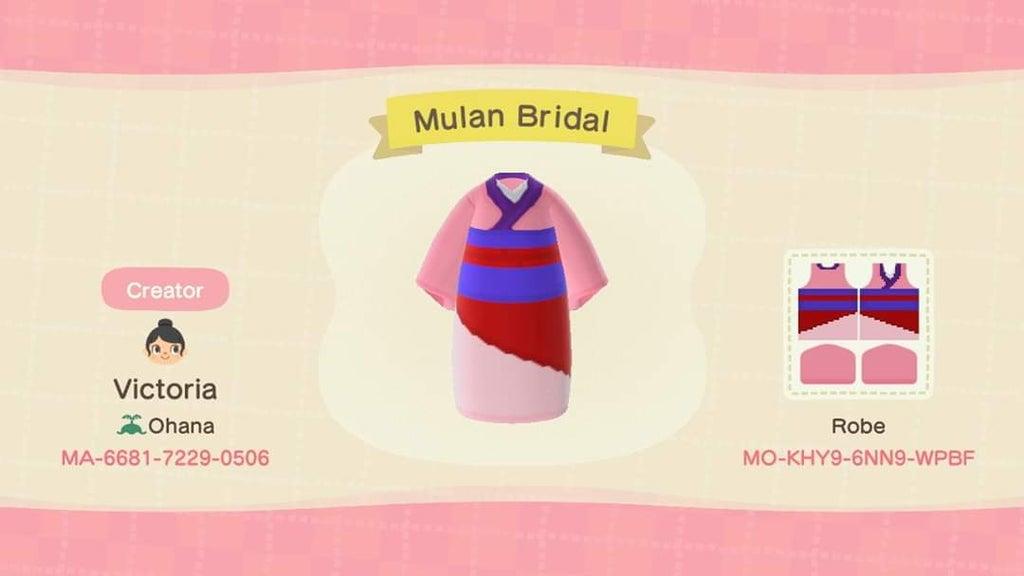 Mulan Bridal
Creator
Victoria
Ohana
MA-6681-7229-0506
Robe
MO-KHY9-6NN9-WPBF